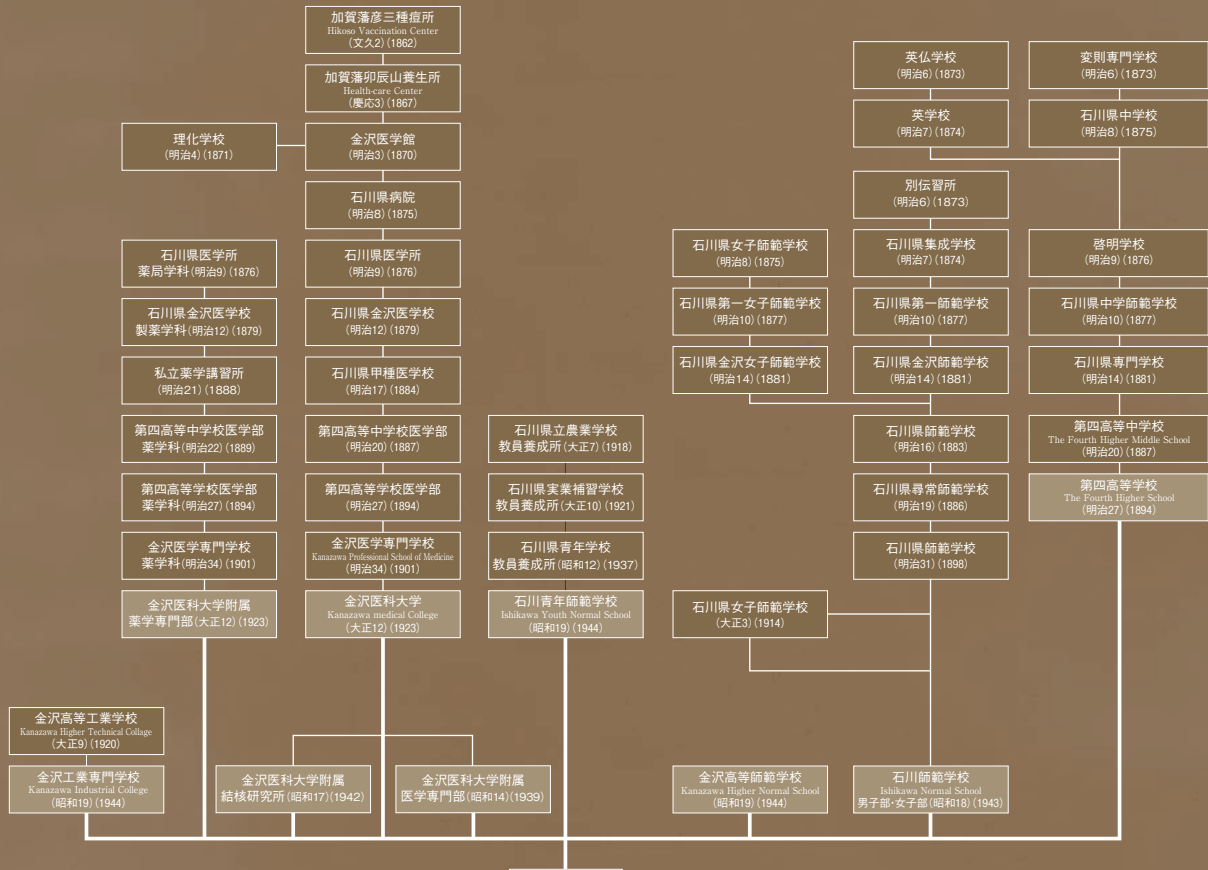 加賀藩彦三種痘所
Hikoso Vaccination Center
(文久2)(1862)
加賀藩卯辰山養生所
Health-care Center
(慶応3)(1867)
理化学校
(明治4)(1871)
金沢医学館
(明治3)(1870)
石川県病院
(明治8)(1875)
石川県医学所
薬局学科(明治9)(1876)
石川県医学所
(明治9)(1876)
石川県金沢医学校
製薬学科(明治12)(1879)
石川県金沢医学校
(明治12)(1879)
私立薬学講習所
(明治21)(1888)
石川県甲種医学校
(明治17)(1884)
第四高等中学校医学部
薬学科(明治22)(1889)
第四高等中学校医学部
(明治20)(1887)
第四高等学校医学部
薬学科(明治27)(1894)
第四高等学校医学部
(明治27)(1894)
金沢医学専門学校
薬学科(明治34)(1901)
金沢医学専門学校
Kanazawa Professional School of Medicine
(明治34)(1901)
金沢医科大学附属
薬学専門部(大正12)(1923)
金沢医科大学
Kanazawa medical College
(大正12)(1923)
石川県立農業学校
教員養成所(大正7)(1918)
石川県実業補習学校
教員養成所(大正10)(1921)
石川県青年学校
教員養成所(昭和12)(1937)
石川青年師範学校
Ishikawa Youth Normal School
(昭和19)(1944)
英仏学校
(明治6)(1873)
変則専門学校
(明治6)(1873)
英学校
(明治7)(1874)
石川県中学校
(明治8)(1875)
別伝習所
(明治6)(1873)
石川県女子師範学校
(明治8)(1875)
石川県集成学校
(明治7)(1874)
啓明学校
(明治9)(1876)
石川県第一女子師範学校
(明治10)(1877)
石川県第一師範学校
(明治10)(1877)
石川県中学師範学校
(明治10)(1877)
石川県金沢女子師範学校
(明治14)(1881)
石川県金沢師範学校
(明治14)(1881)
石川県専門学校
(明治14)(1881)
石川県師範学校
(明治16)(1883)
第四高等中学校
The Fourth Higher Middle School
(明治20)(1887)
石川県尋常師範学校
(明治19)(1886)
第四高等学校
The Fourth Higher School
(明治27)(1894)
石川県師範学校
(明治31)(1898)
石川県女子師範学校
(大正3)(1914)
金沢高等工業学校
Kanazawa Higher Technical Collage
(大正9)(1920)
金沢工業専門学校
Kanazawa Industrial College
(昭和19)(1944)
金沢医科大学附属
結核研究所(昭和17)(1942)
金沢医科大学附属
医学専門部(昭和14)(1939)
金沢高等師範学校
Kanazawa Higher Normal School
(昭和19)(1944)
石川師範学校
Ishikawa Normal School
男子部・女子部(昭和18)(1943)